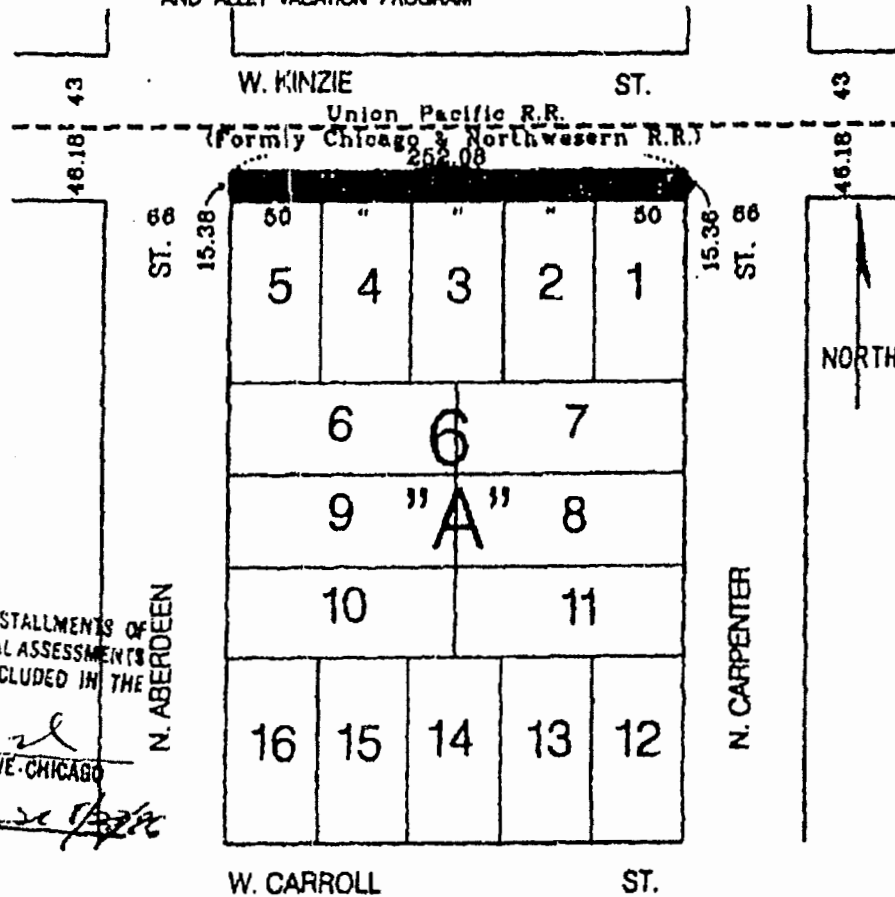 AND ALLEY VACATION PROGRAM
W. KINZIE ST.
43
43
Union Pacific R.R.
(Formly Chicago & Northwesern R.R.)
252.08
46.18
46.18
66
ST.
15.38
50 " " " 50
15.36
66
ST.
5 4 3 2 1
NORTH
6 6 7
9 "A" 8
10 11
N. ABERDEEN
N. CARPENTER
STALLMENTS OF
L ASSESSMENTS
CLUDED IN THE
VE-CHICAGO
16 15 14 13 12
W. CARROLL ST.